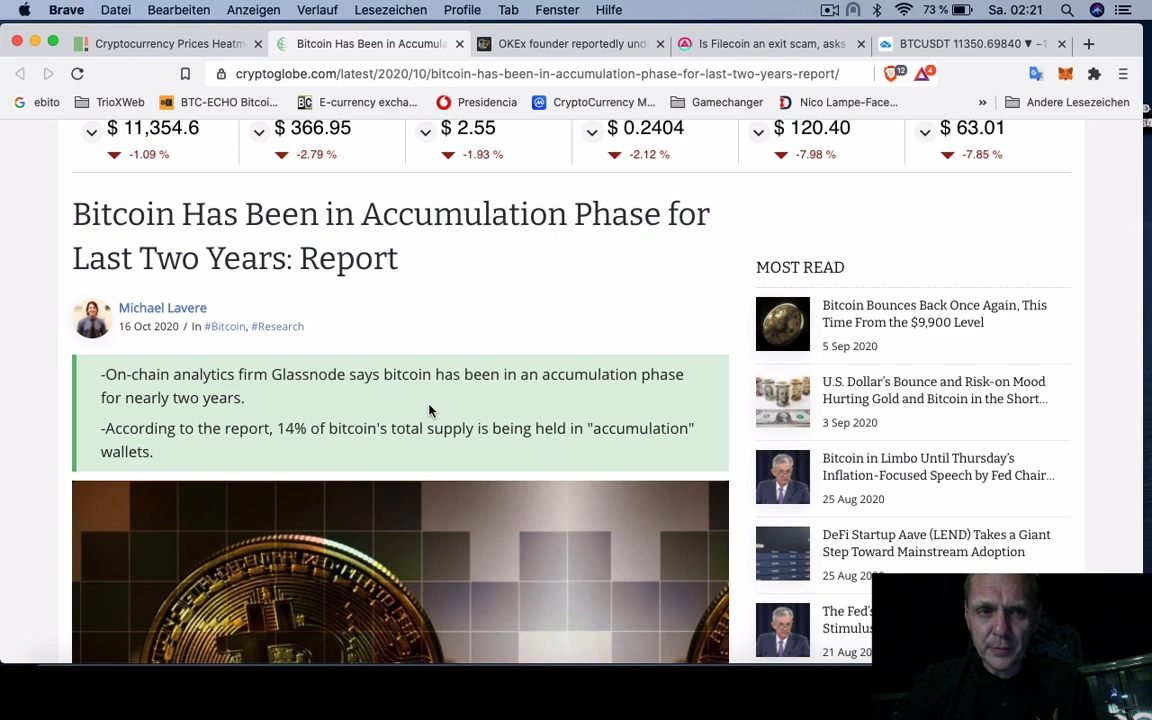 Brave Datei Bearbeiten Anzeigen Verlauf Lesezeichen Profile Tab Fenster Hilfe 73 % Sa. 02:21
Cryptocurrency Prices Heatm Bitcoin Has Been in Accumula OKEx founder reportedly und Is Filecoin an exit scam, asks BTCUSDT 11350.69840 ▼ −1
cryptoglobe.com/latest/2020/10/bitcoin-has-been-in-accumulation-phase-for-last-two-years-report/ 12 4
ebito TrioXWeb BTC-ECHO Bitcoi... E-currency excha... Presidencia CryptoCurrency M... Gamechanger Nico Lampe-Face... » Andere Lesezeichen
$ 11,354.6 $ 366.95 $ 2.55 $ 0.2404 $ 120.40 $ 63.01
-1.09 % -2.79 % -1.93 % -2.12 % -7.98 % -7.85 %
Bitcoin Has Been in Accumulation Phase for
Last Two Years: Report
Michael Lavere
16 Oct 2020 / In #Bitcoin, #Research
-On-chain analytics firm Glassnode says bitcoin has been in an accumulation phase
for nearly two years.
-According to the report, 14% of bitcoin's total supply is being held in "accumulation"
wallets.
MOST READ
Bitcoin Bounces Back Once Again, This
Time From the $9,900 Level
5 Sep 2020
U.S. Dollar's Bounce and Risk-on Mood
Hurting Gold and Bitcoin in the Short...
3 Sep 2020
Bitcoin in Limbo Until Thursday's
Inflation-Focused Speech by Fed Chair...
25 Aug 2020
DeFi Startup Aave (LEND) Takes a Giant
Step Toward Mainstream Adoption
25 Aug 20
The Fed's
Stimulus
21 Aug 20